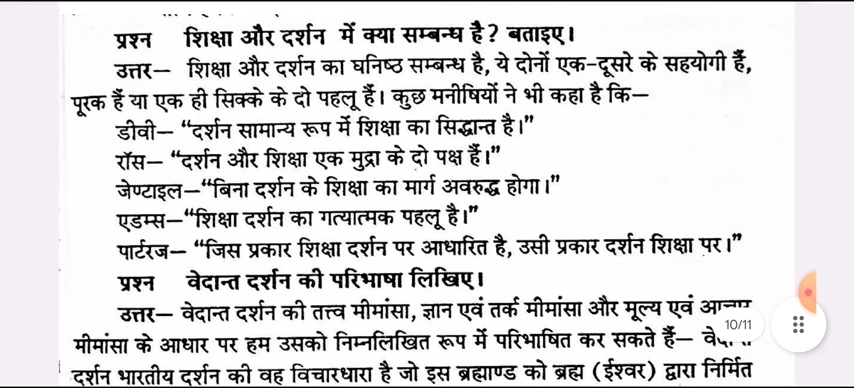 प्रश्न शिक्षा और दर्शन में क्या सम्बन्ध है? बताइए।
उत्तर— शिक्षा और दर्शन का घनिष्ठ सम्बन्ध है, ये दोनों एक-दूसरे के सहयोगी हैं,
पूरक हैं या एक ही सिक्के के दो पहलू हैं। कुछ मनीषियों ने भी कहा है कि—
डीवी— “दर्शन सामान्य रूप में शिक्षा का सिद्धान्त है।”
रॉस— “दर्शन और शिक्षा एक मुद्रा के दो पक्ष हैं।”
जेण्टाइल—“बिना दर्शन के शिक्षा का मार्ग अवरुद्ध होगा।”
एडम्स—“शिक्षा दर्शन का गत्यात्मक पहलू है।”
पार्टरज— “जिस प्रकार शिक्षा दर्शन पर आधारित है, उसी प्रकार दर्शन शिक्षा पर।”
प्रश्न वेदान्त दर्शन की परिभाषा लिखिए।
उत्तर— वेदान्त दर्शन की तत्त्व मीमांसा, ज्ञान एवं तर्क मीमांसा और मूल्य एवं
10/11
मीमांसा के आधार पर हम उसको निम्नलिखित रूप में परिभाषित कर सकते हैं—
दर्शन भारतीय दर्शन की वह विचारधारा है जो इस ब्रह्माण्ड को ब्रह्म (ईश्वर) द्वारा निर्मित